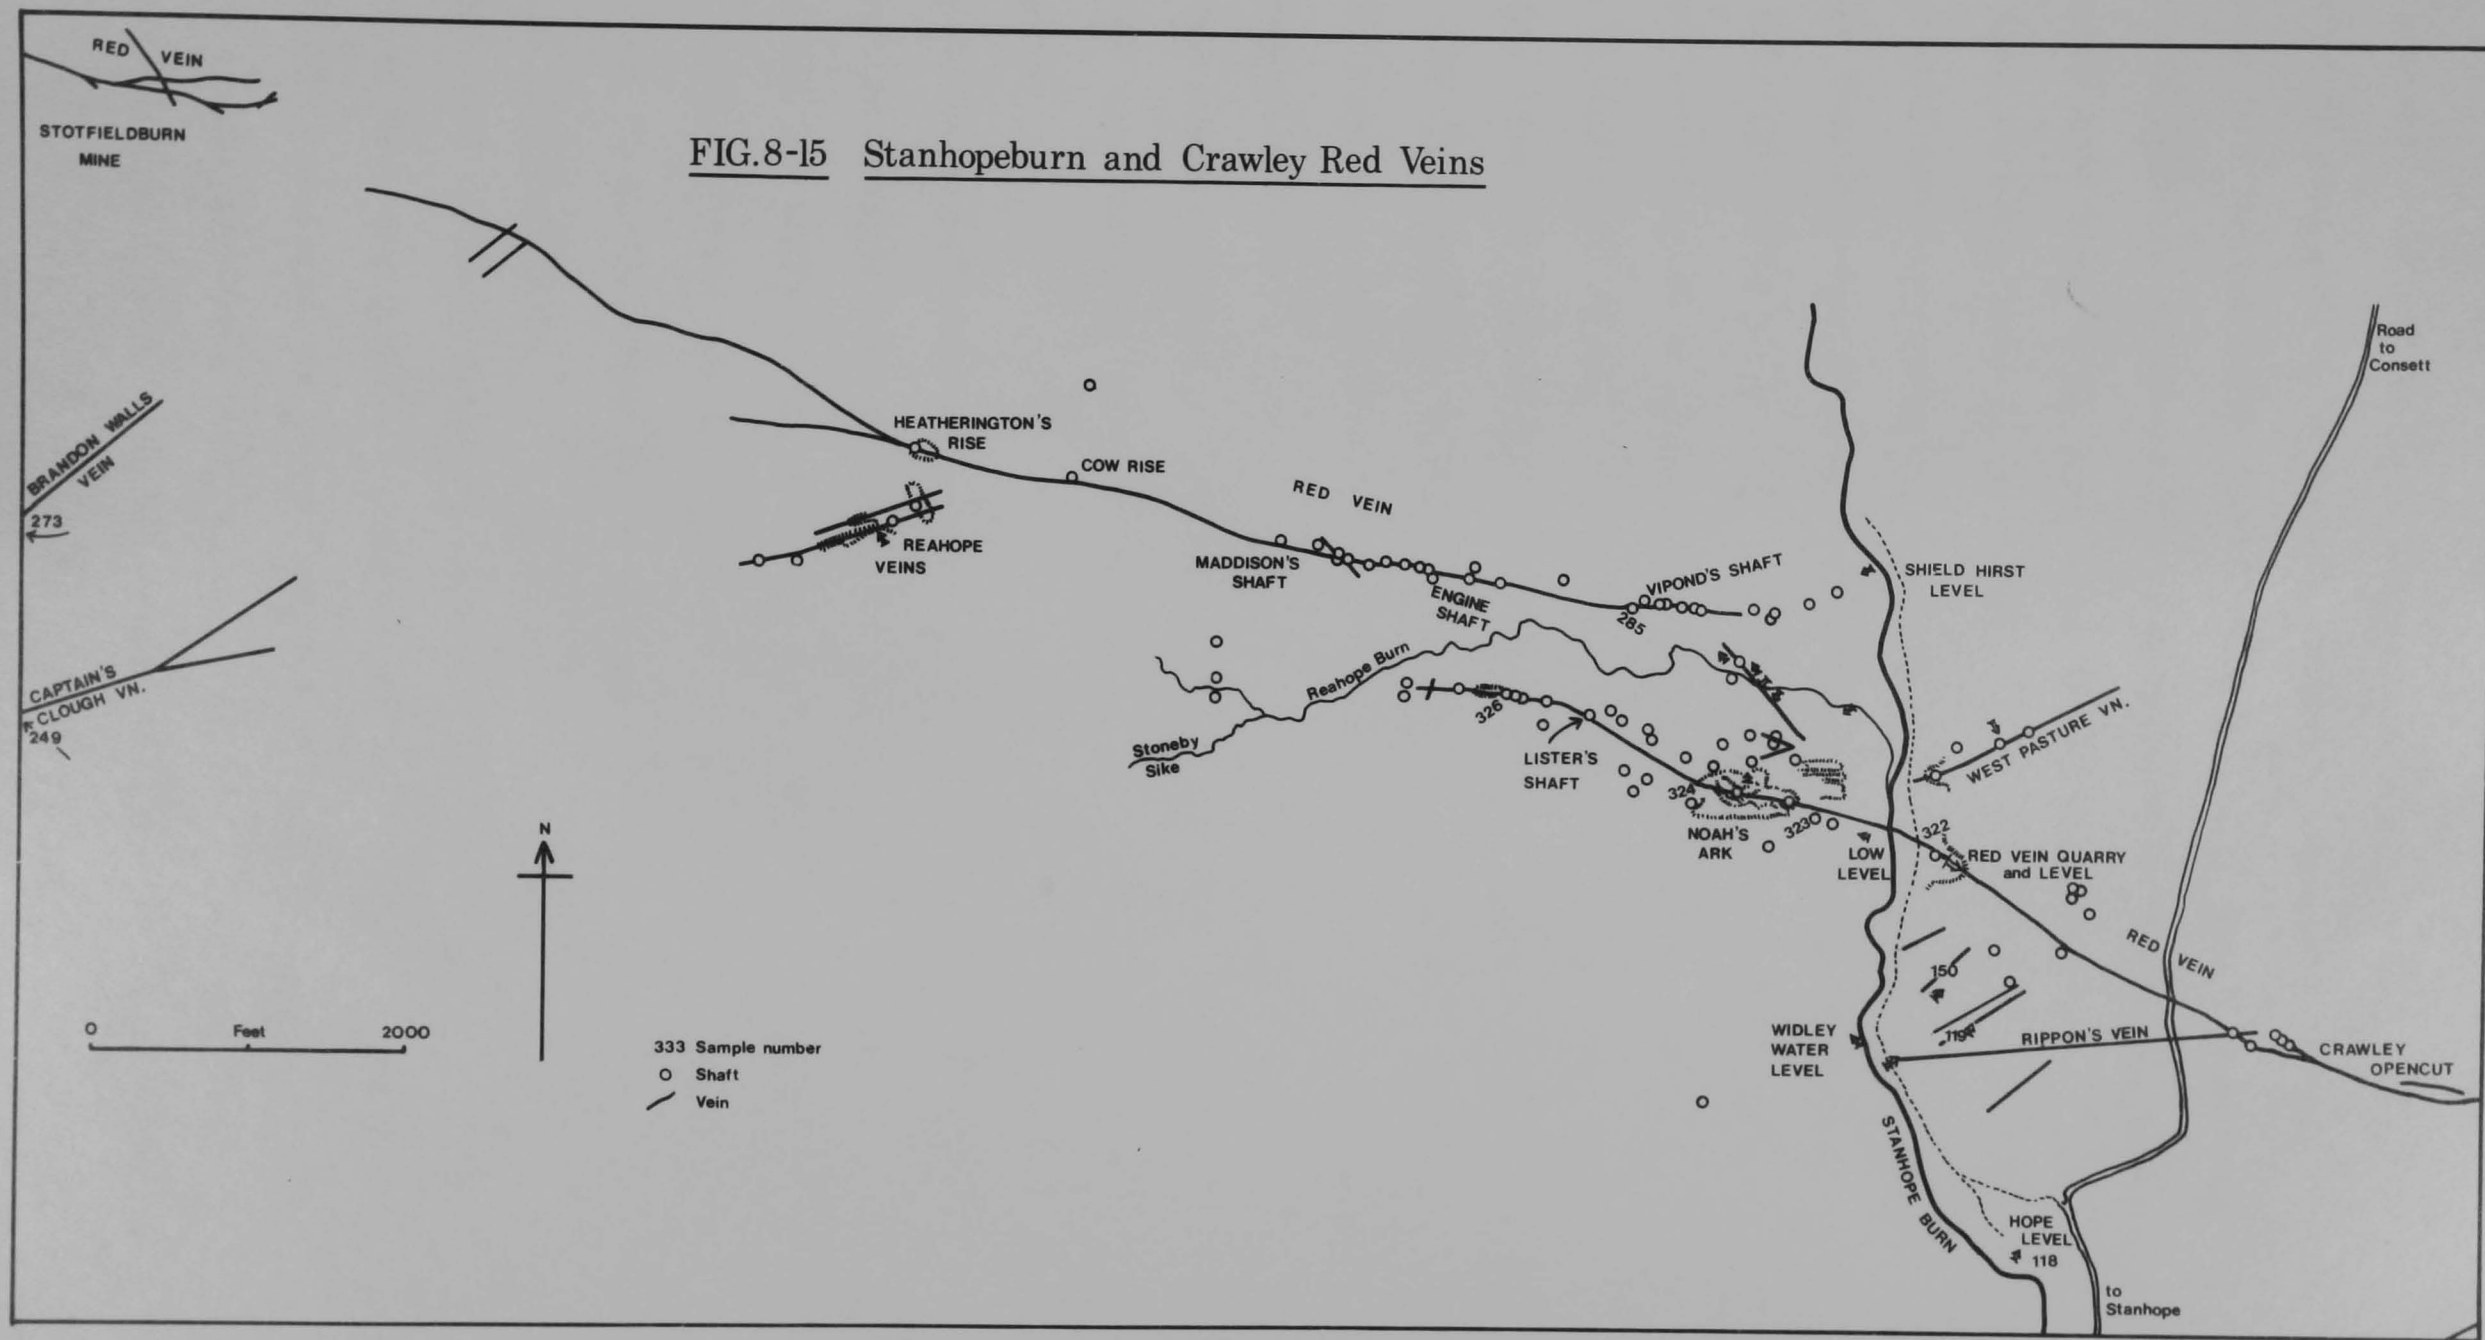 RED VEIN
STOTFIELDBURN
MINE
FIG.8-15 Stanhopeburn and Crawley Red Veins
Road
to
Consett
BRANDON WALLS
VEIN
273
HEATHERINGTON'S
RISE
COW RISE
RED VEIN
REAHOPE
VEINS
MADDISON'S
SHAFT
ENGINE
SHAFT
VIPOND'S SHAFT
285
SHIELD HIRST
LEVEL
CAPTAIN'S
CLOUGH VN.
249
Reahope Burn
Stoneby
Sike
326
LISTER'S
SHAFT
WEST PASTURE VN.
324
NOAH'S
ARK
323
LOW
LEVEL
322
RED VEIN QUARRY
and LEVEL
N
RED VEIN
150
119
0 Feet 2000
333 Sample number
Shaft
Vein
WIDLEY
WATER
LEVEL
RIPPON'S VEIN
CRAWLEY
OPENCUT
STANHOPE BURN
HOPE
LEVEL
118
to
Stanhope